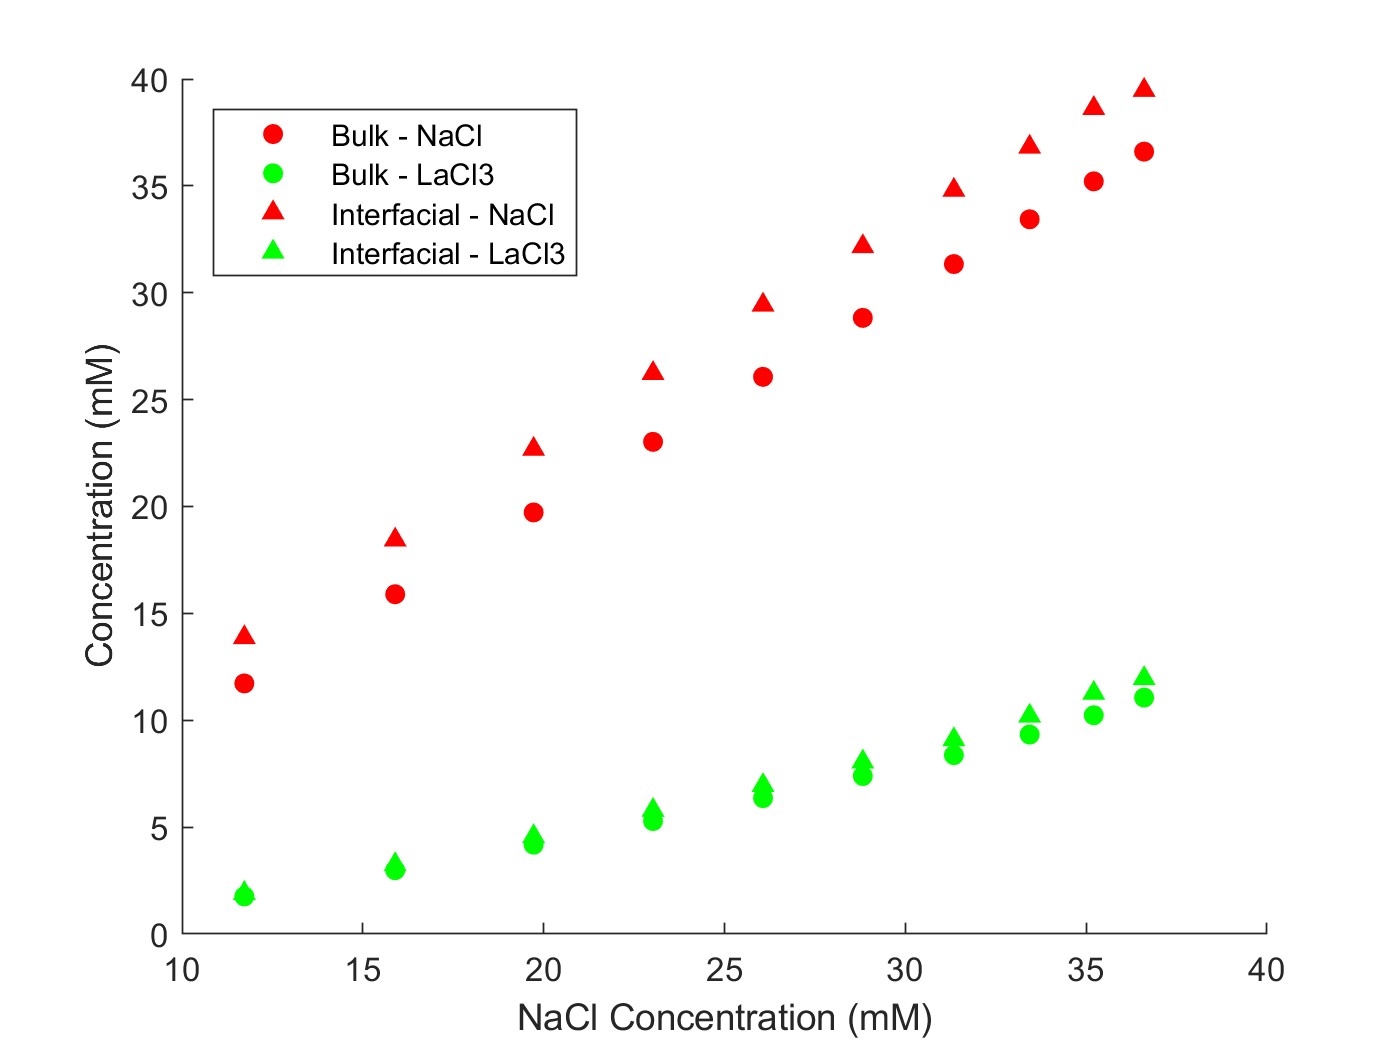 40
35
30
25
20
15
10
5
0
Concentration (mM)
Bulk - NaCl
Bulk - LaCl3
Interfacial - NaCl
Interfacial - LaCl3
10 15 20 25 30 35 40
NaCl Concentration (mM)